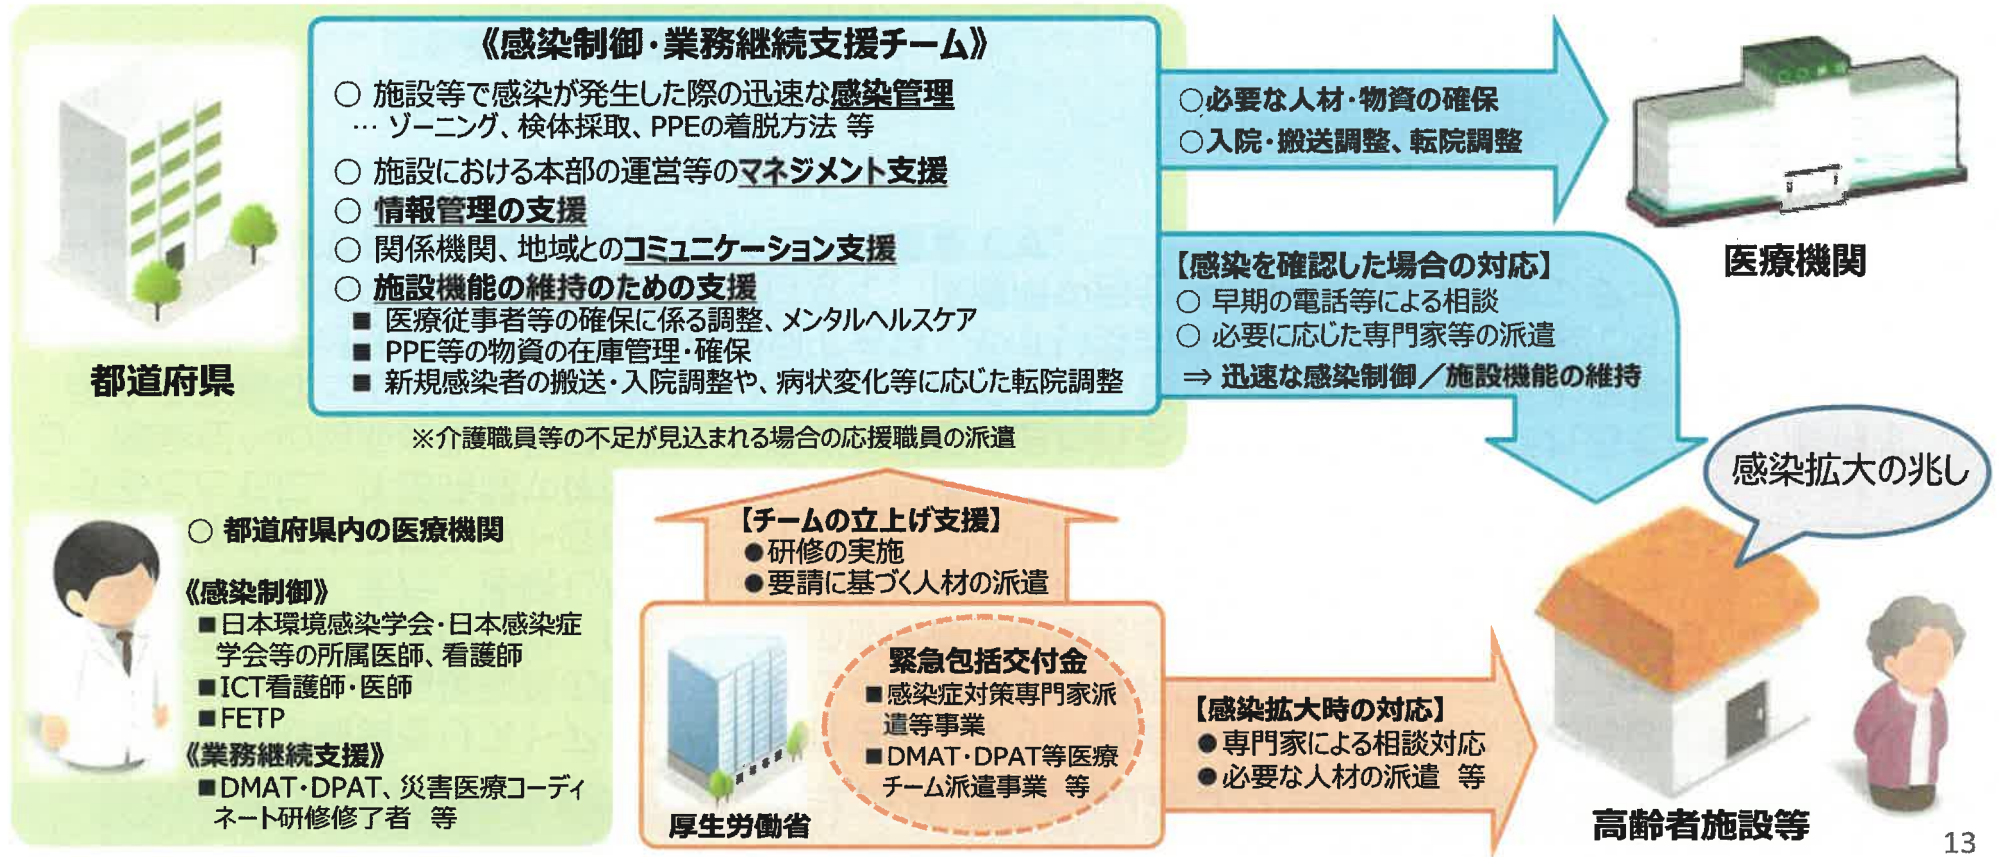 《感染制御・業務継続支援チーム》
○ 施設等で感染が発生した際の迅速な感染管理
… ゾーニング、検体採取、PPEの着脱方法 等
○ 施設における本部の運営等のマネジメント支援
○ 情報管理の支援
○ 関係機関、地域とのコミュニケーション支援
○ 施設機能の維持のための支援
■ 医療従事者等の確保に係る調整、メンタルヘルスケア
■ PPE等の物資の在庫管理・確保
■ 新規感染者の搬送・入院調整や、病状変化等に応じた転院調整
※介護職員等の不足が見込まれる場合の応援職員の派遣
都道府県
○必要な人材・物資の確保
○入院・搬送調整、転院調整
医療機関
【感染を確認した場合の対応】
○ 早期の電話等による相談
○ 必要に応じた専門家等の派遣
⇒ 迅速な感染制御／施設機能の維持
感染拡大の兆し
○ 都道府県内の医療機関
《感染制御》
■日本環境感染学会・日本感染症
学会等の所属医師、看護師
■ICT看護師・医師
■FETP
《業務継続支援》
■DMAT・DPAT、災害医療コーディ
ネート研修修了者 等
【チームの立上げ支援】
●研修の実施
●要請に基づく人材の派遣
緊急包括交付金
■感染症対策専門家派
遣等事業
■DMAT・DPAT等医療
チーム派遣事業 等
厚生労働省
【感染拡大時の対応】
●専門家による相談対応
●必要な人材の派遣 等
高齢者施設等
13